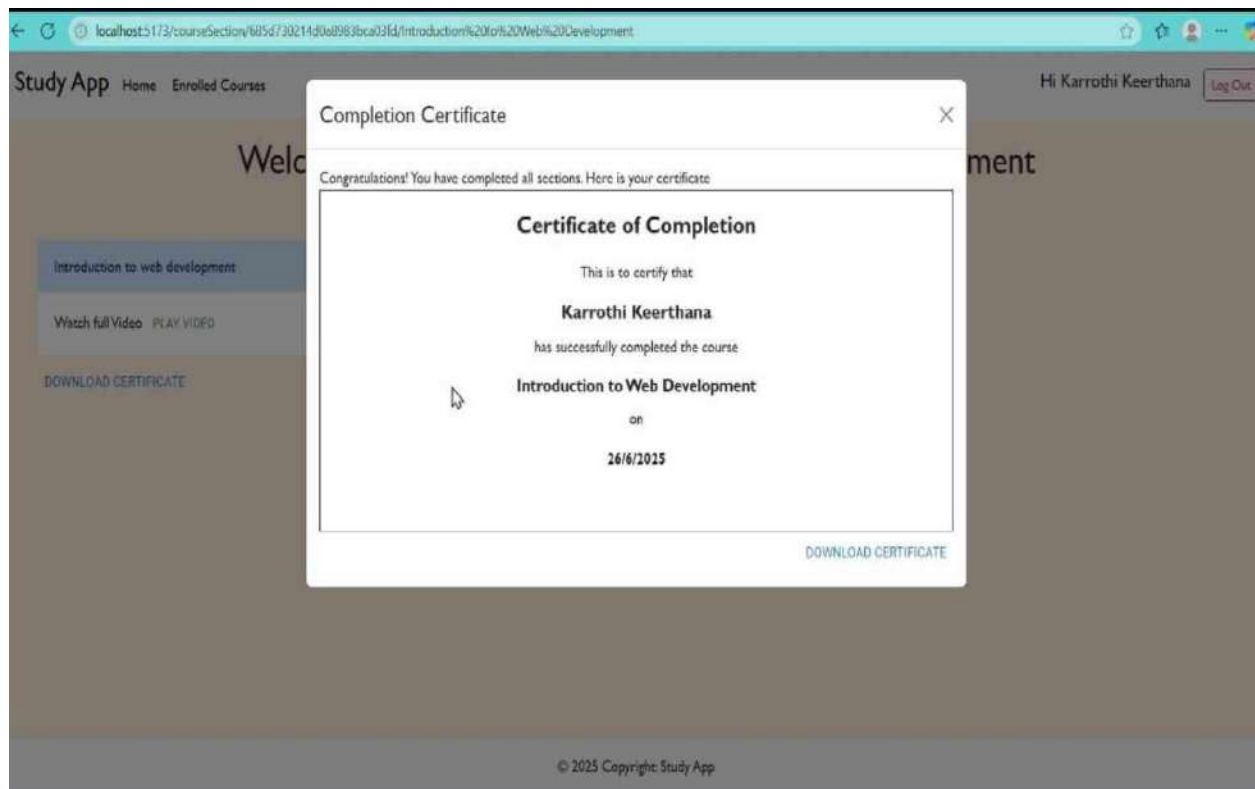 localhost:5173/courseSection/685d730214d0a8983bca03fd/Introduction%20to%20Web%20Development
Study App Home Enrolled Courses Hi Karrothi Keerthana Log Out
Completion Certificate
Welc ment
Congratulations! You have completed all sections. Here is your certificate
Certificate of Completion
This is to certify that
Introduction to web development
Karrothi Keerthana
Watch full Video PLAY VIDEO
has successfully completed the course
DOWNLOAD CERTIFICATE
Introduction to Web Development
on
26/6/2025
DOWNLOAD CERTIFICATE
© 2025 Copyright: Study App